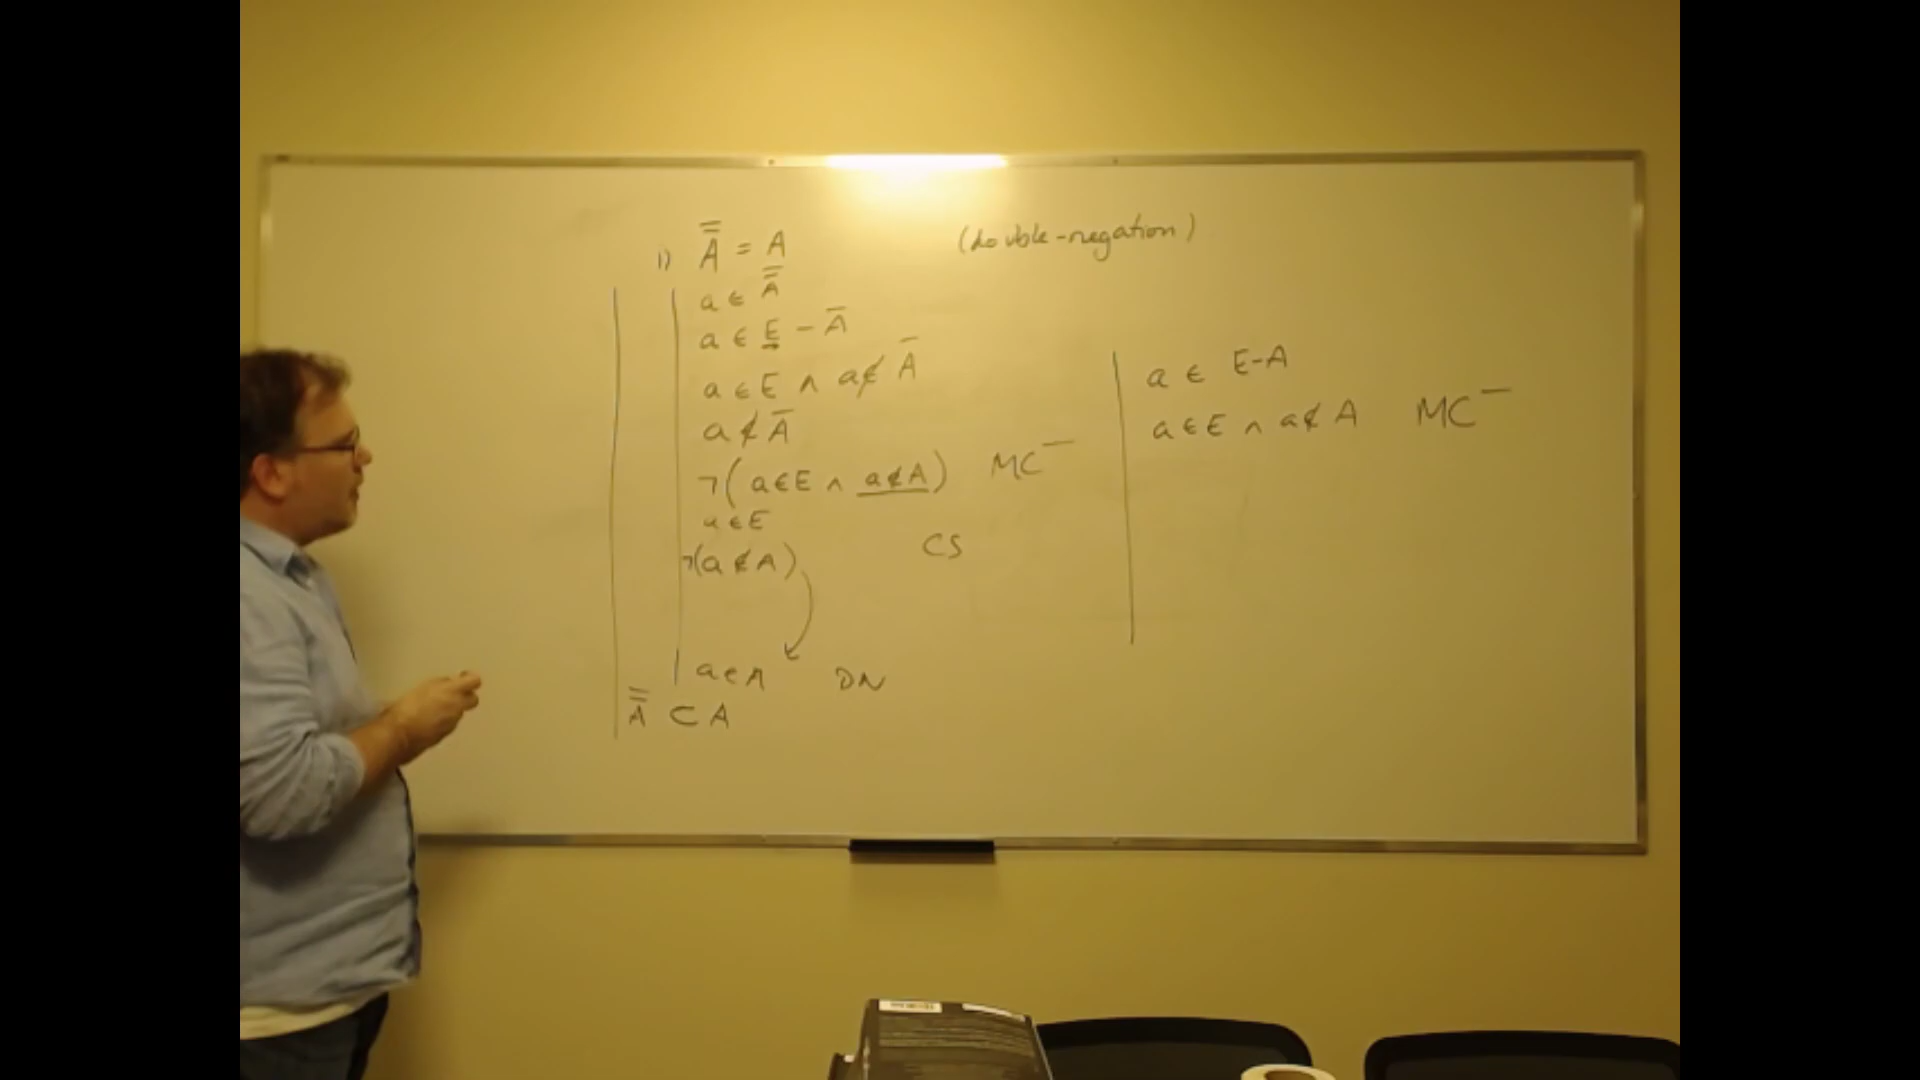 1) A̿ = A (double-negation)
a ∈ A̿
a ∈ E - A̅
a ∈ E ∧ a ∉ A̅
a ∉ A̅
¬(a ∈ E ∧ a ∉ A) MC⁻
a ∈ E
¬(a ∉ A) CS
a ∈ A DN
A̿ ⊂ A
a ∈ E-A
a ∈ E ∧ a ∉ A MC⁻